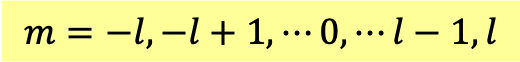 m = −l, −l + 1, ⋯ 0, ⋯ l − 1, l